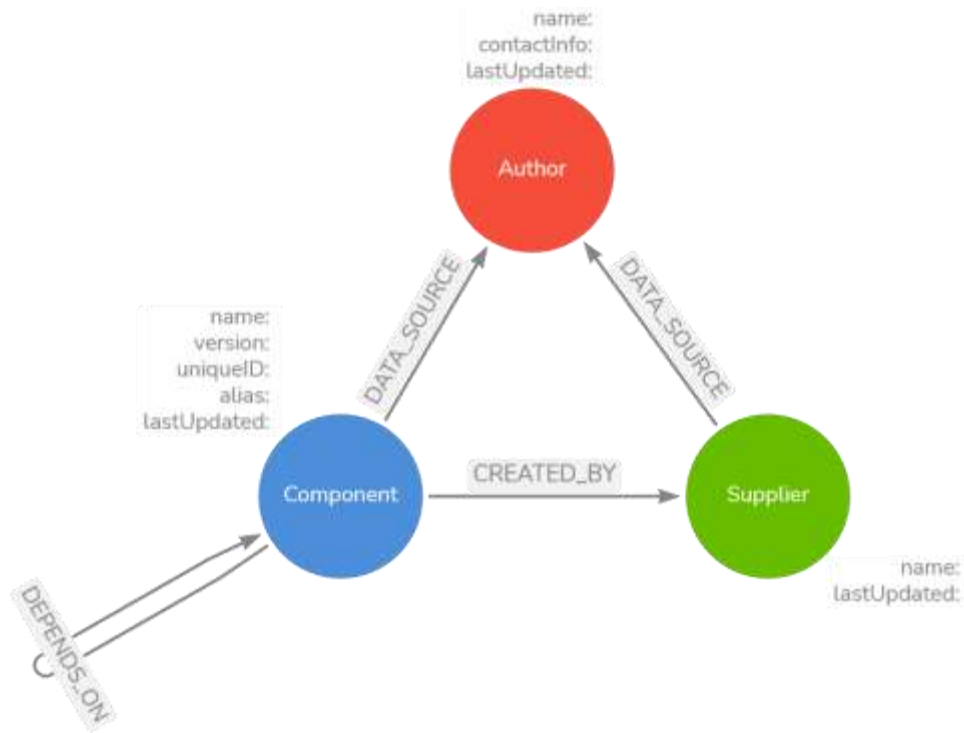 name:
contactInfo:
lastUpdated:
Author
DATA_SOURCE
DATA_SOURCE
name:
version:
uniqueID:
alias:
lastUpdated:
Component
CREATED_BY
Supplier
name:
lastUpdated:
DEPENDS_ON